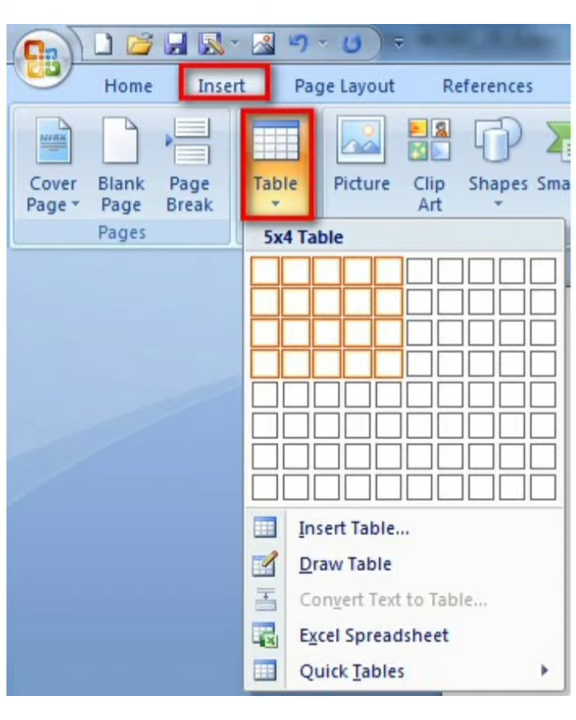 Home Insert Page Layout References
Cover Page Blank Page Page Break Table Picture Clip Art Shapes Sma
Pages
5x4 Table
Insert Table...
Draw Table
Convert Text to Table...
Excel Spreadsheet
Quick Tables